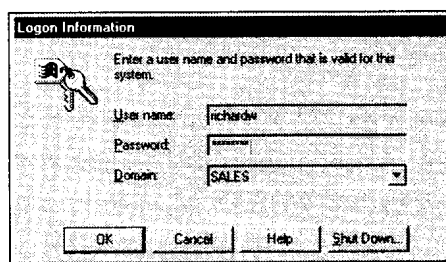 Logon Information
Enter a user name and password that is valid for this
system.
User name: richardw
Password: ********
Domain: SALES
OK Cancel Help Shut Down...